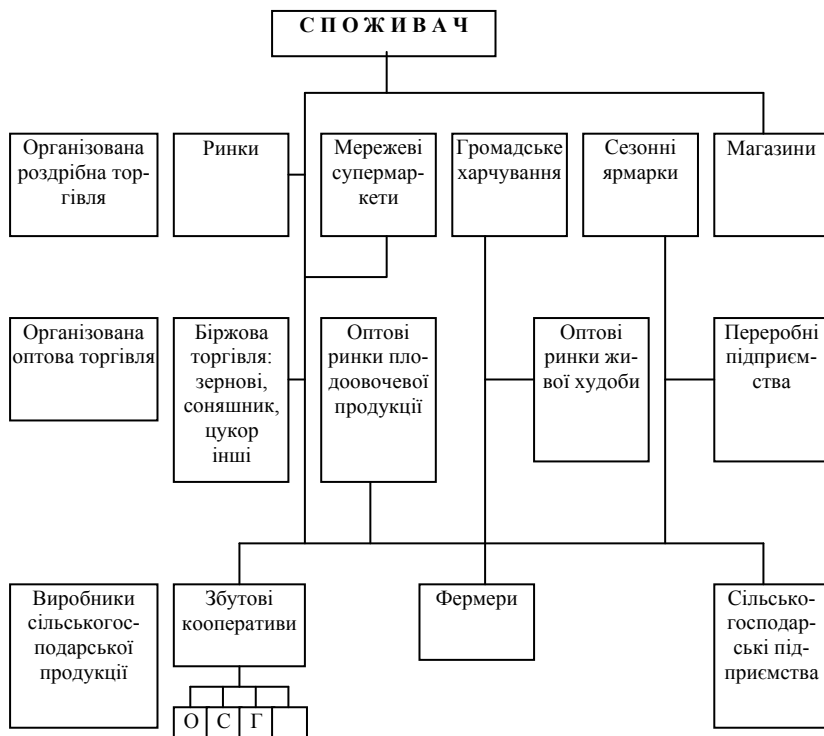 С П О Ж И В А Ч
Організована
роздрібна тор-
гівля
Ринки
Мережеві
супермар-
кети
Громадське
харчування
Сезонні
ярмарки
Магазини
Організована
оптова торгівля
Біржова
торгівля:
зернові,
соняшник,
цукор
інші
Оптові
ринки пло-
доовочевої
продукції
Оптові
ринки жи-
вої худоби
Переробні
підприєм-
ства
Виробники
сільськогос-
подарської
продукції
Збутові
кооперативи
Фермери
Сільсько-
господар-
ські під-
приємства
О С Г